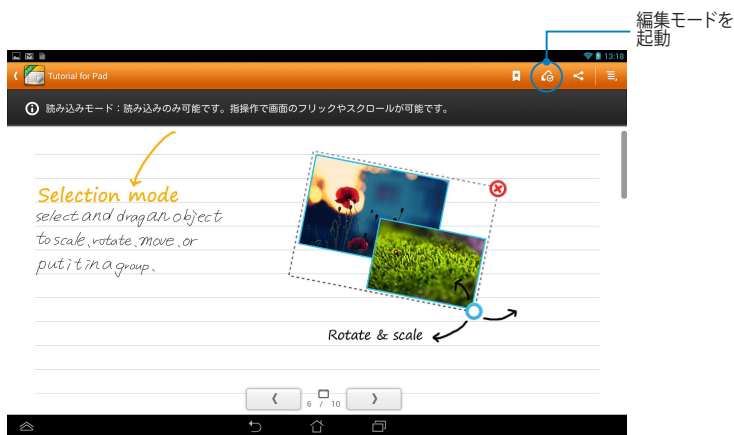 編集モードを
起動
13:18
Tutorial for Pad
読み込みモード：読み込みのみ可能です。指操作で画面のフリックやスクロールが可能です。
Selection mode
select and drag an object
to scale, rotate, move, or
put it in a group.
Rotate & scale
6 / 10